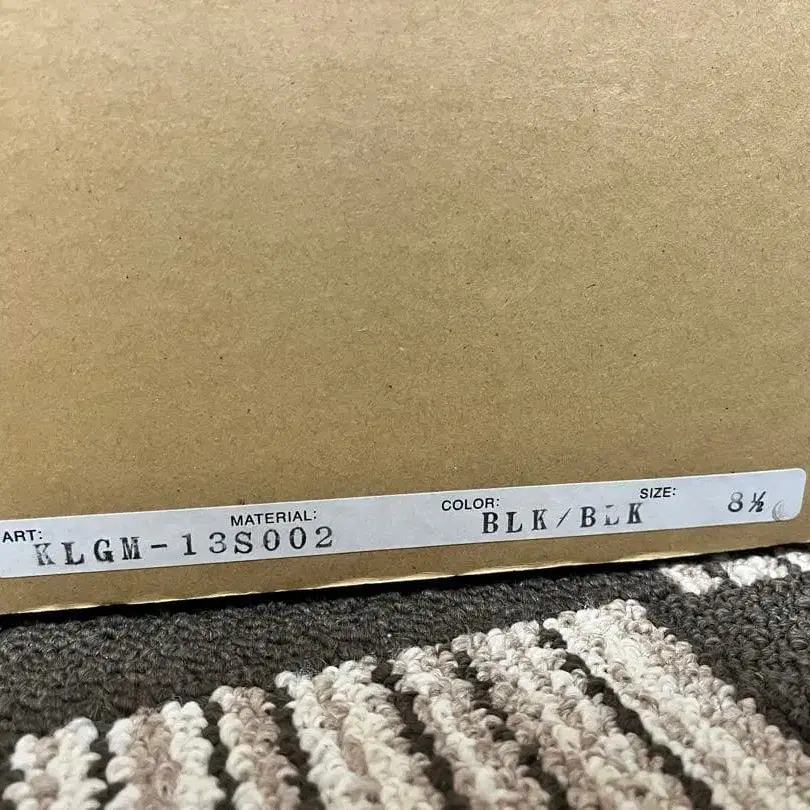 ART: MATERIAL: COLOR: SIZE:
KLGM-13S002 BLK/BLK 8½